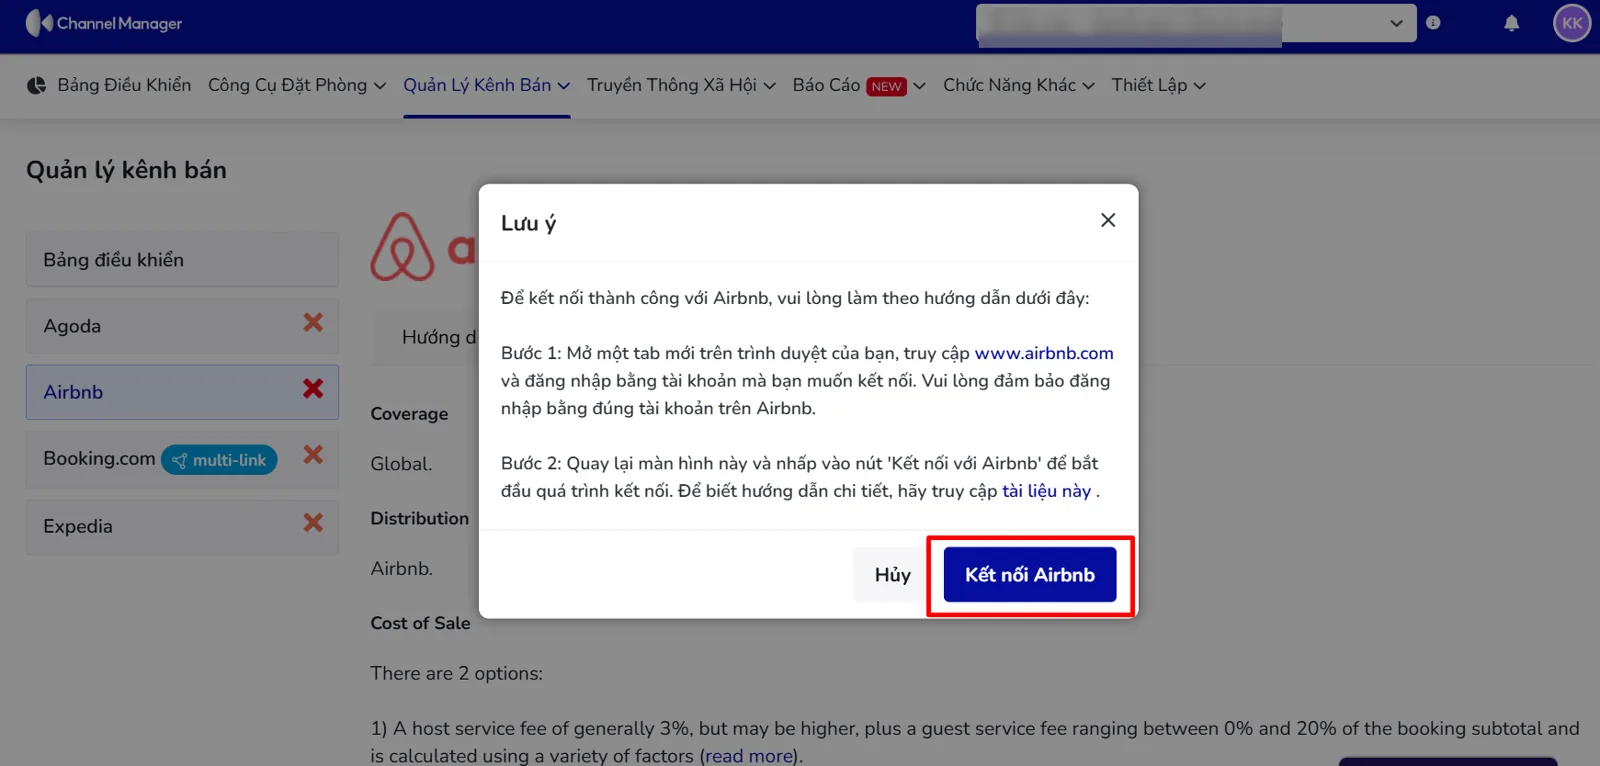 Channel Manager
KK
Bảng Điều Khiển Công Cụ Đặt Phòng Quản Lý Kênh Bán Truyền Thông Xã Hội Báo Cáo NEW Chức Năng Khác Thiết Lập
Quản lý kênh bán
Bảng điều khiển
Agoda
Airbnb
Booking.com multi-link
Expedia
a
Hướng d
Coverage
Global.
Distribution
Airbnb.
Cost of Sale
There are 2 options:
1) A host service fee of generally 3%, but may be higher, plus a guest service fee ranging between 0% and 20% of the booking subtotal and
is calculated using a variety of factors (read more).
Lưu ý
Để kết nối thành công với Airbnb, vui lòng làm theo hướng dẫn dưới đây:
Bước 1: Mở một tab mới trên trình duyệt của bạn, truy cập www.airbnb.com
và đăng nhập bằng tài khoản mà bạn muốn kết nối. Vui lòng đảm bảo đăng
nhập bằng đúng tài khoản trên Airbnb.
Bước 2: Quay lại màn hình này và nhấp vào nút 'Kết nối với Airbnb' để bắt
đầu quá trình kết nối. Để biết hướng dẫn chi tiết, hãy truy cập tài liệu này .
Hủy
Kết nối Airbnb